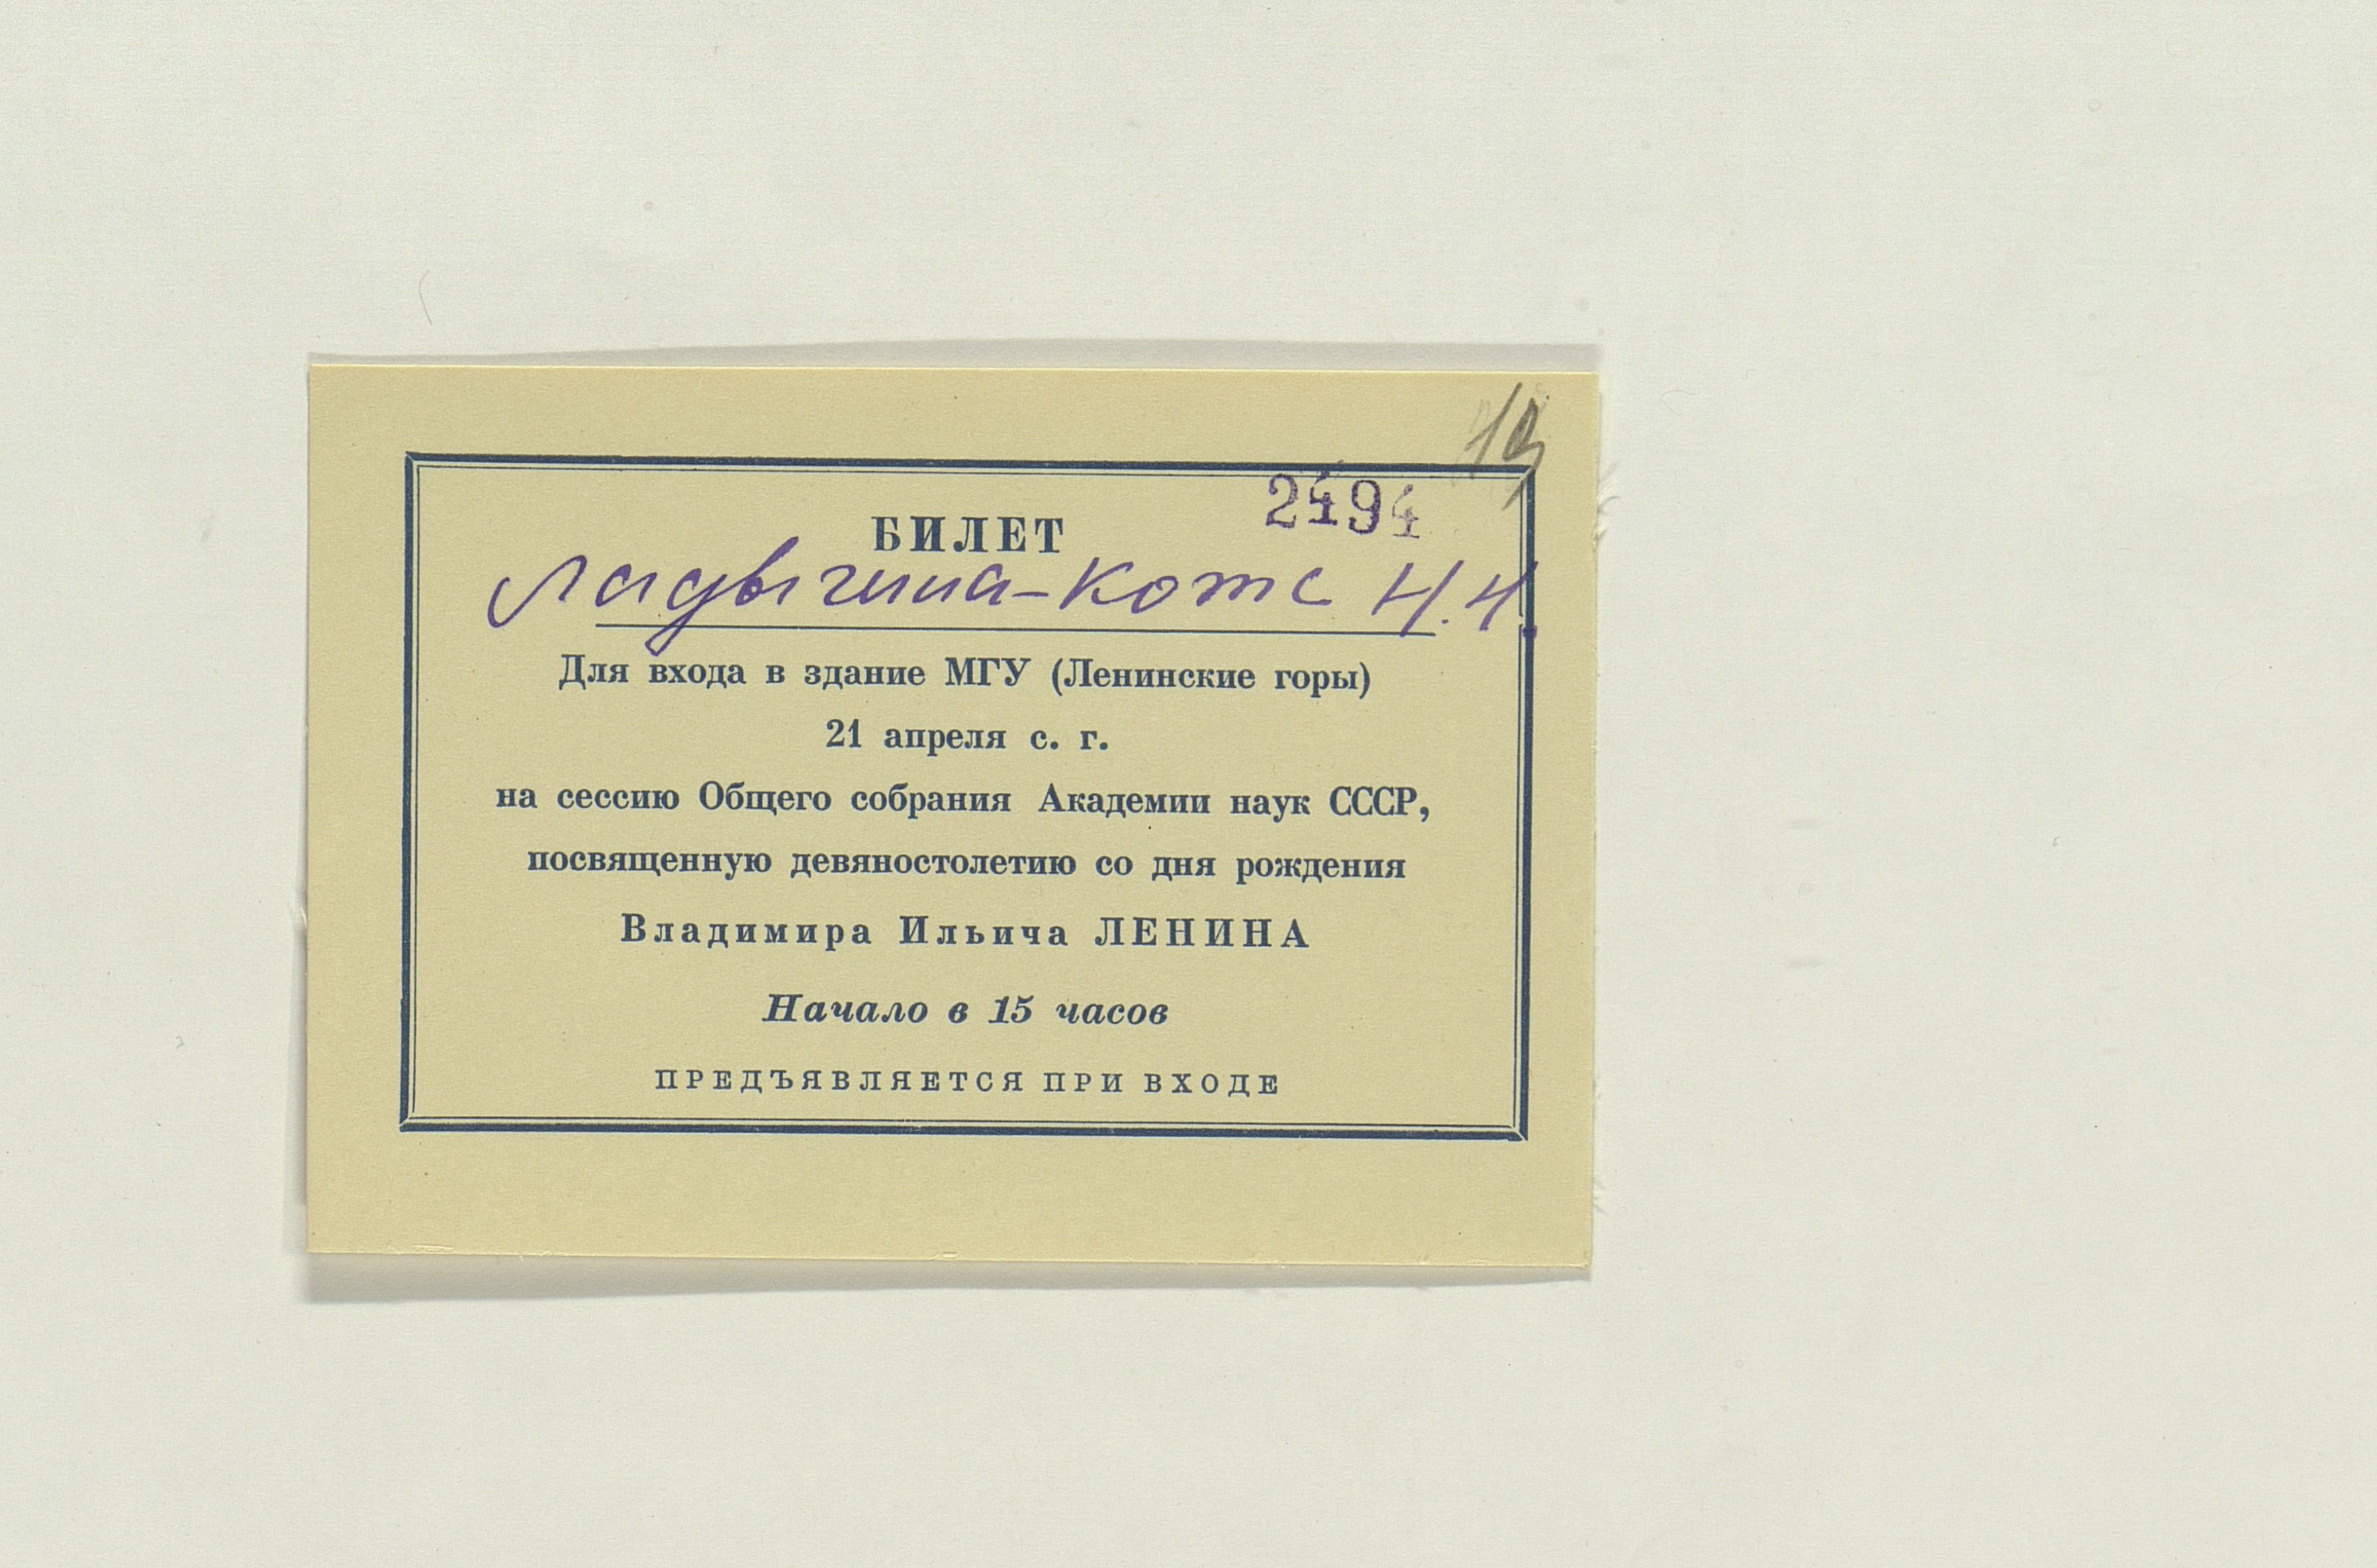 2494
БИЛЕТ
Ладыгина-Котс Н.Н.
Для входа в здание МГУ (Ленинские горы)
21 апреля с. г.
на сессию Общего собрания Академии наук СССР,
посвященную девяностолетию со дня рождения
Владимира Ильича ЛЕНИНА
Начало в 15 часов
ПРЕДЪЯВЛЯЕТСЯ ПРИ ВХОДЕ